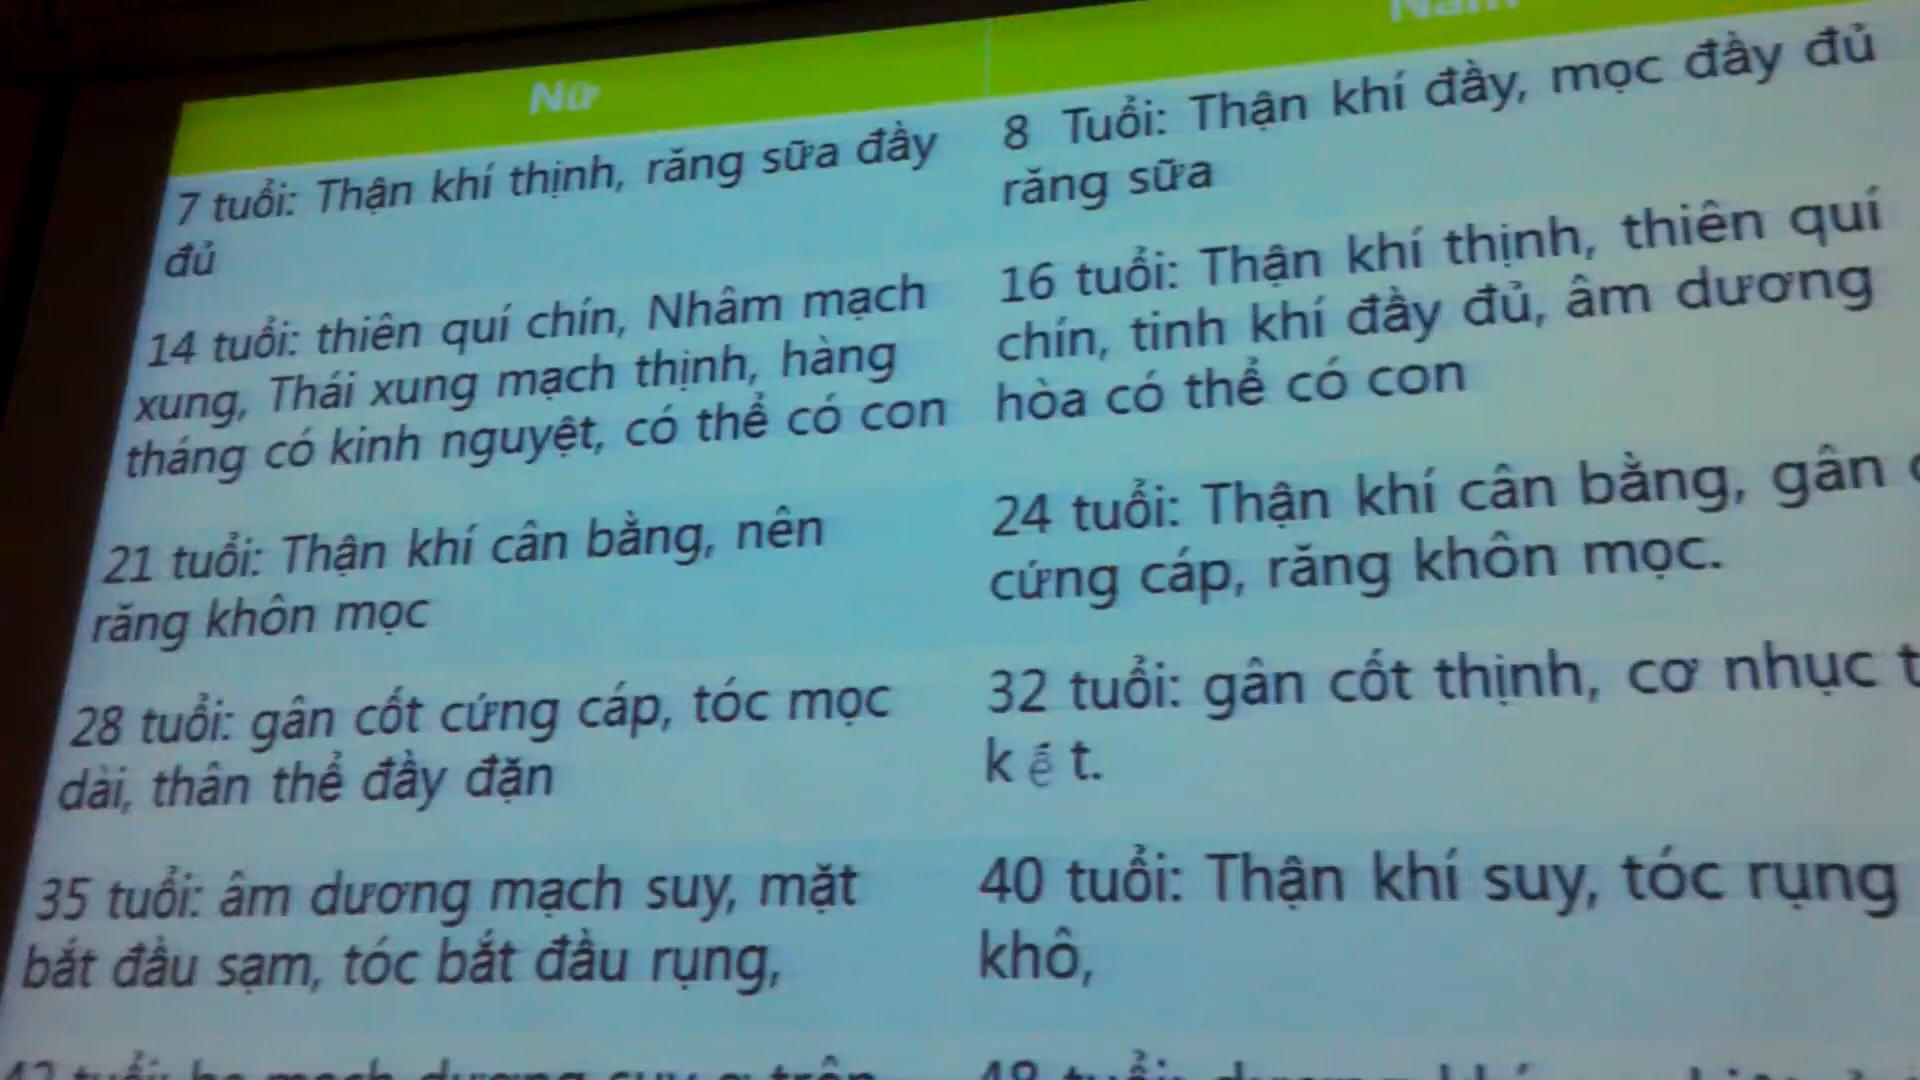 Nữ
Nam
7 tuổi: Thận khí thịnh, răng sữa đầy
đủ
8 Tuổi: Thận khí đầy, mọc đầy đủ
răng sữa
14 tuổi: thiên quí chín, Nhâm mạch
xung, Thái xung mạch thịnh, hàng
tháng có kinh nguyệt, có thể có con
16 tuổi: Thận khí thịnh, thiên quí
chín, tinh khí đầy đủ, âm dương
hòa có thể có con
21 tuổi: Thận khí cân bằng, nên
răng khôn mọc
24 tuổi: Thận khí cân bằng, gân
cứng cáp, răng khôn mọc.
28 tuổi: gân cốt cứng cáp, tóc mọc
dài, thân thể đầy đặn
32 tuổi: gân cốt thịnh, cơ nhục
k ế t.
35 tuổi: âm dương mạch suy, mặt
bắt đầu sạm, tóc bắt đầu rụng,
40 tuổi: Thận khí suy, tóc rụng
khô,